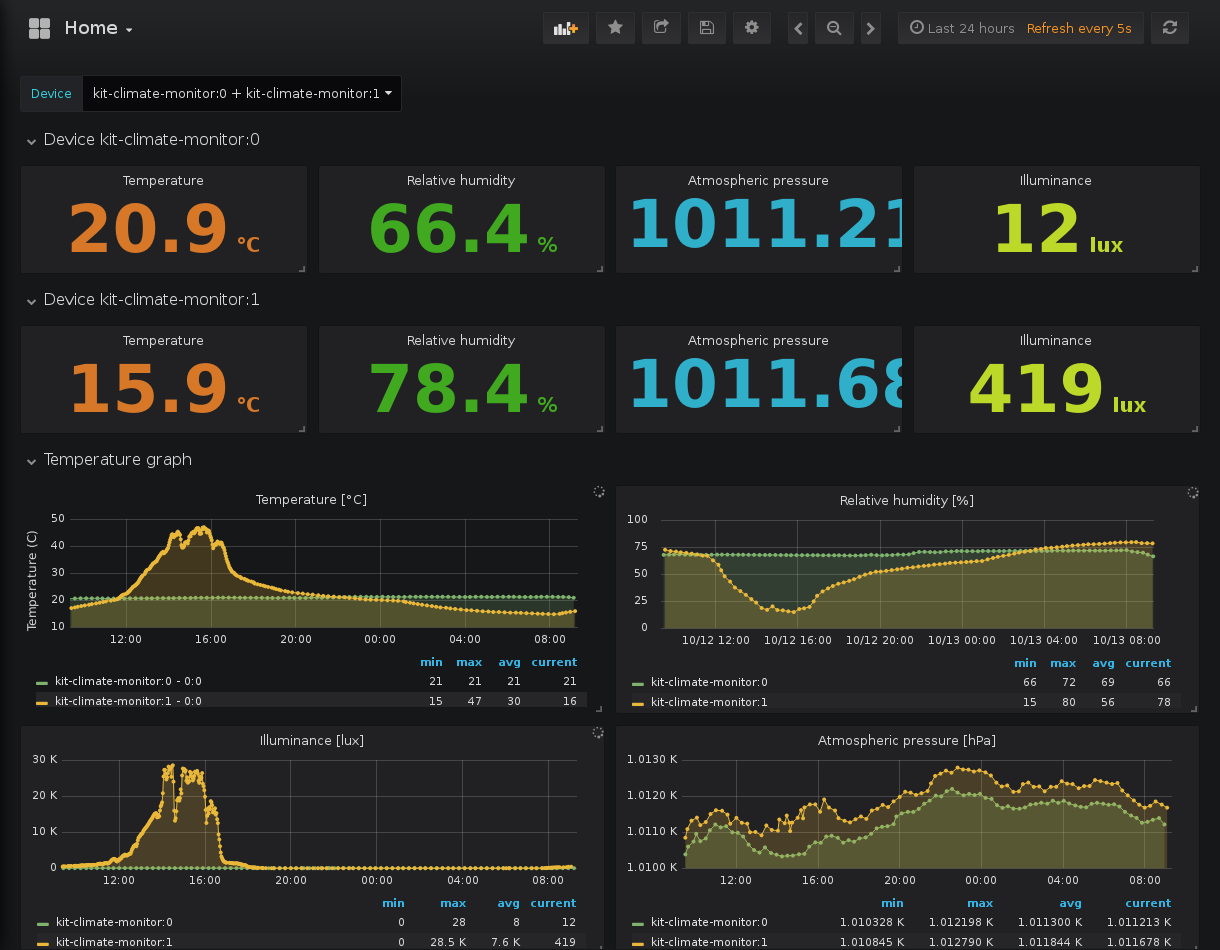 Home
Last 24 hours Refresh every 5s
Device kit-climate-monitor:0 + kit-climate-monitor:1
Device kit-climate-monitor:0
Temperature Relative humidity Atmospheric pressure Illuminance
20.9 °C 66.4 % 1011.21 12 lux
Device kit-climate-monitor:1
Temperature Relative humidity Atmospheric pressure Illuminance
15.9 °C 78.4 % 1011.68 419 lux
Temperature graph
Temperature [°C]
Temperature (C)
50
40
30
20
10
12:00 16:00 20:00 00:00 04:00 08:00
min max avg current
kit-climate-monitor:0 - 0:0 21 21 21 21
kit-climate-monitor:1 - 0:0 15 47 30 16
Relative humidity [%]
100
75
50
25
0
10/12 12:00 10/12 16:00 10/12 20:00 10/13 00:00 10/13 04:00 10/13 08:00
min max avg current
kit-climate-monitor:0 66 72 69 66
kit-climate-monitor:1 15 80 56 78
Illuminance [lux]
30 K
20 K
10 K
0
12:00 16:00 20:00 00:00 04:00 08:00
min max avg current
kit-climate-monitor:0 0 28 8 12
kit-climate-monitor:1 0 28.5 K 7.6 K 419
Atmospheric pressure [hPa]
1.0130 K
1.0120 K
1.0110 K
1.0100 K
12:00 16:00 20:00 00:00 04:00 08:00
min max avg current
kit-climate-monitor:0 1.010328 K 1.012198 K 1.011300 K 1.011213 K
kit-climate-monitor:1 1.010845 K 1.012790 K 1.011844 K 1.011678 K